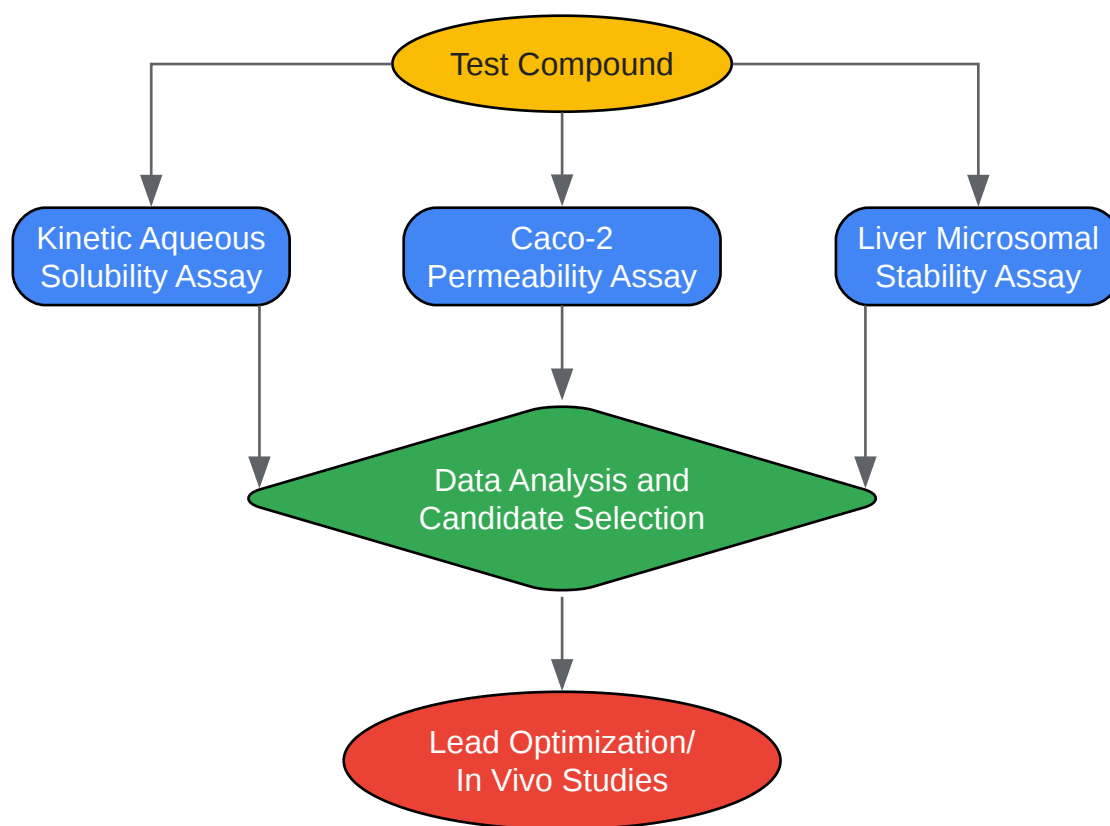 Test Compound
Kinetic Aqueous
Solubility Assay
Caco-2
Permeability Assay
Liver Microsomal
Stability Assay
Data Analysis and
Candidate Selection
Lead Optimization/
In Vivo Studies